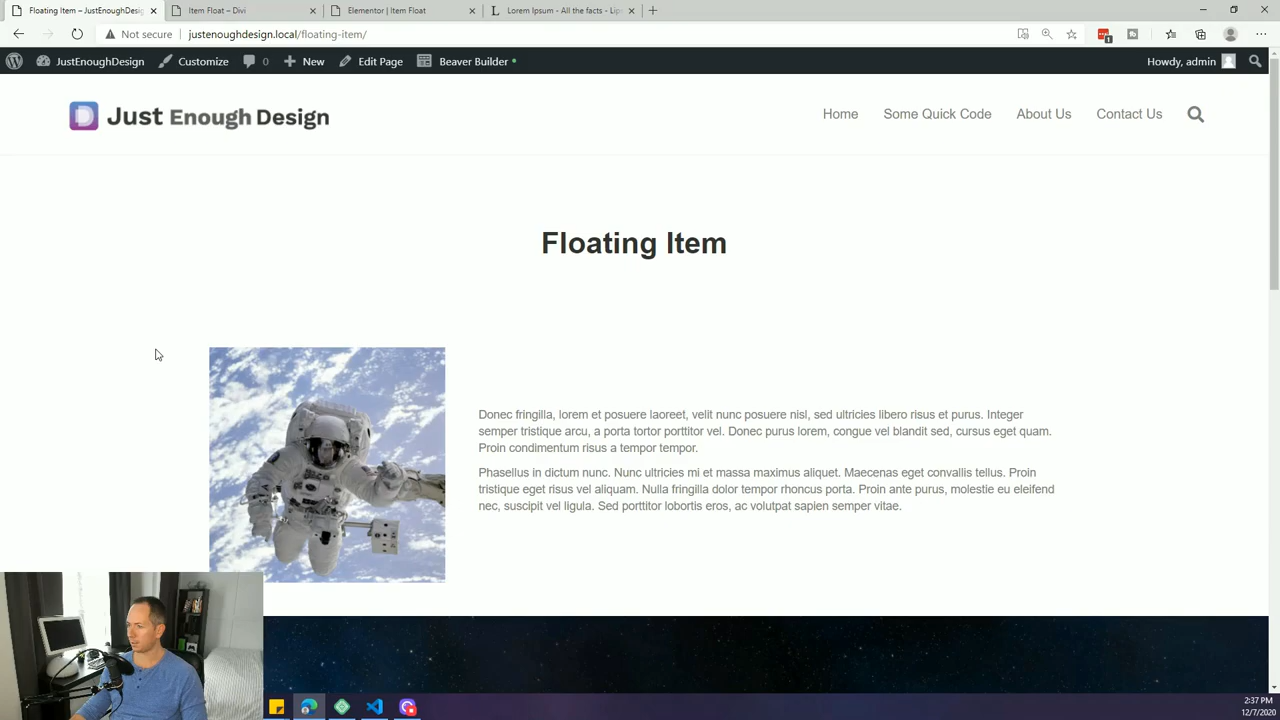 Floating Item – JustEnoughDesig
Item Float – Divi
Elementor | Item Float
Lorem Ipsum - All the facts - Lip
Not secure
justenoughdesign.local/floating-item/
1
JustEnoughDesign
Customize
0
New
Edit Page
Beaver Builder
Howdy, admin
Just Enough Design
Home
Some Quick Code
About Us
Contact Us
Floating Item
Donec fringilla, lorem et posuere laoreet, velit nunc posuere nisl, sed ultricies libero risus et purus. Integer
semper tristique arcu, a porta tortor porttitor vel. Donec purus lorem, congue vel blandit sed, cursus eget quam.
Proin condimentum risus a tempor tempor.
Phasellus in dictum nunc. Nunc ultricies mi et massa maximus aliquet. Maecenas eget convallis tellus. Proin
tristique eget risus vel aliquam. Nulla fringilla dolor tempor rhoncus porta. Proin ante purus, molestie eu eleifend
nec, suscipit vel ligula. Sed porttitor lobortis eros, ac volutpat sapien semper vitae.
2:37 PM
12/7/2020